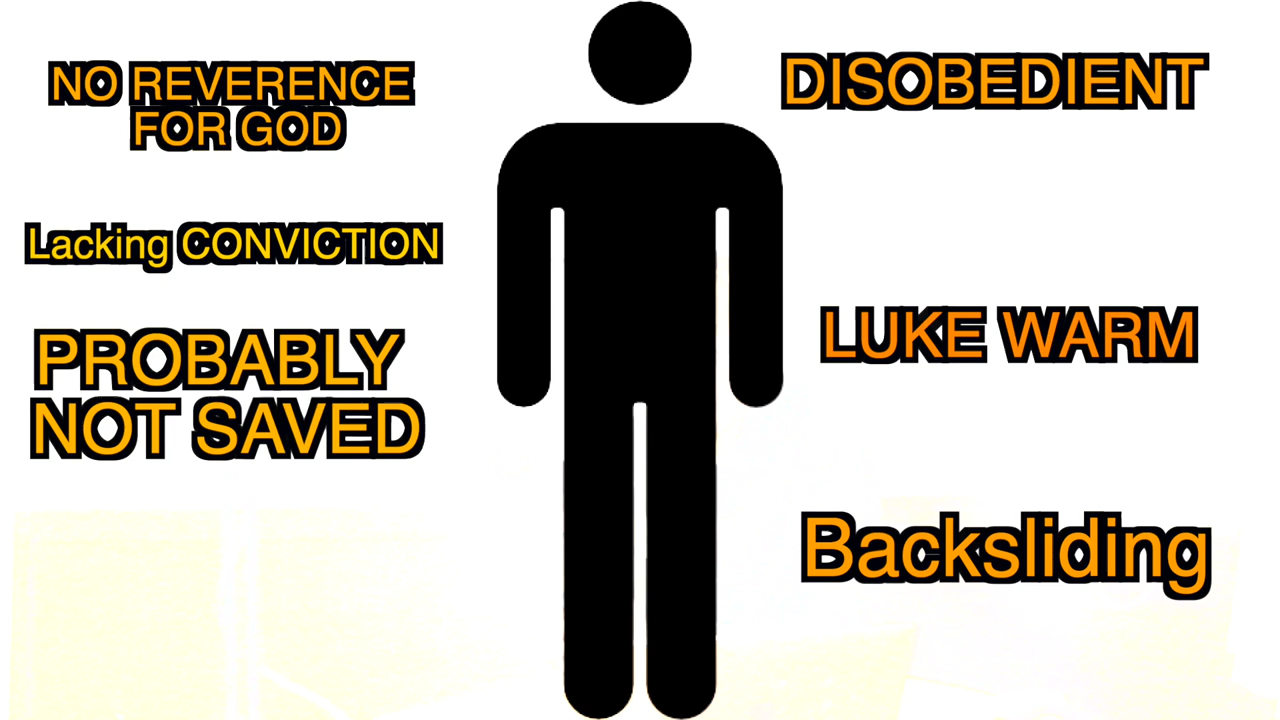 NO REVERENCE
FOR GOD
Lacking CONVICTION
PROBABLY
NOT SAVED
DISOBEDIENT
LUKE WARM
Backsliding